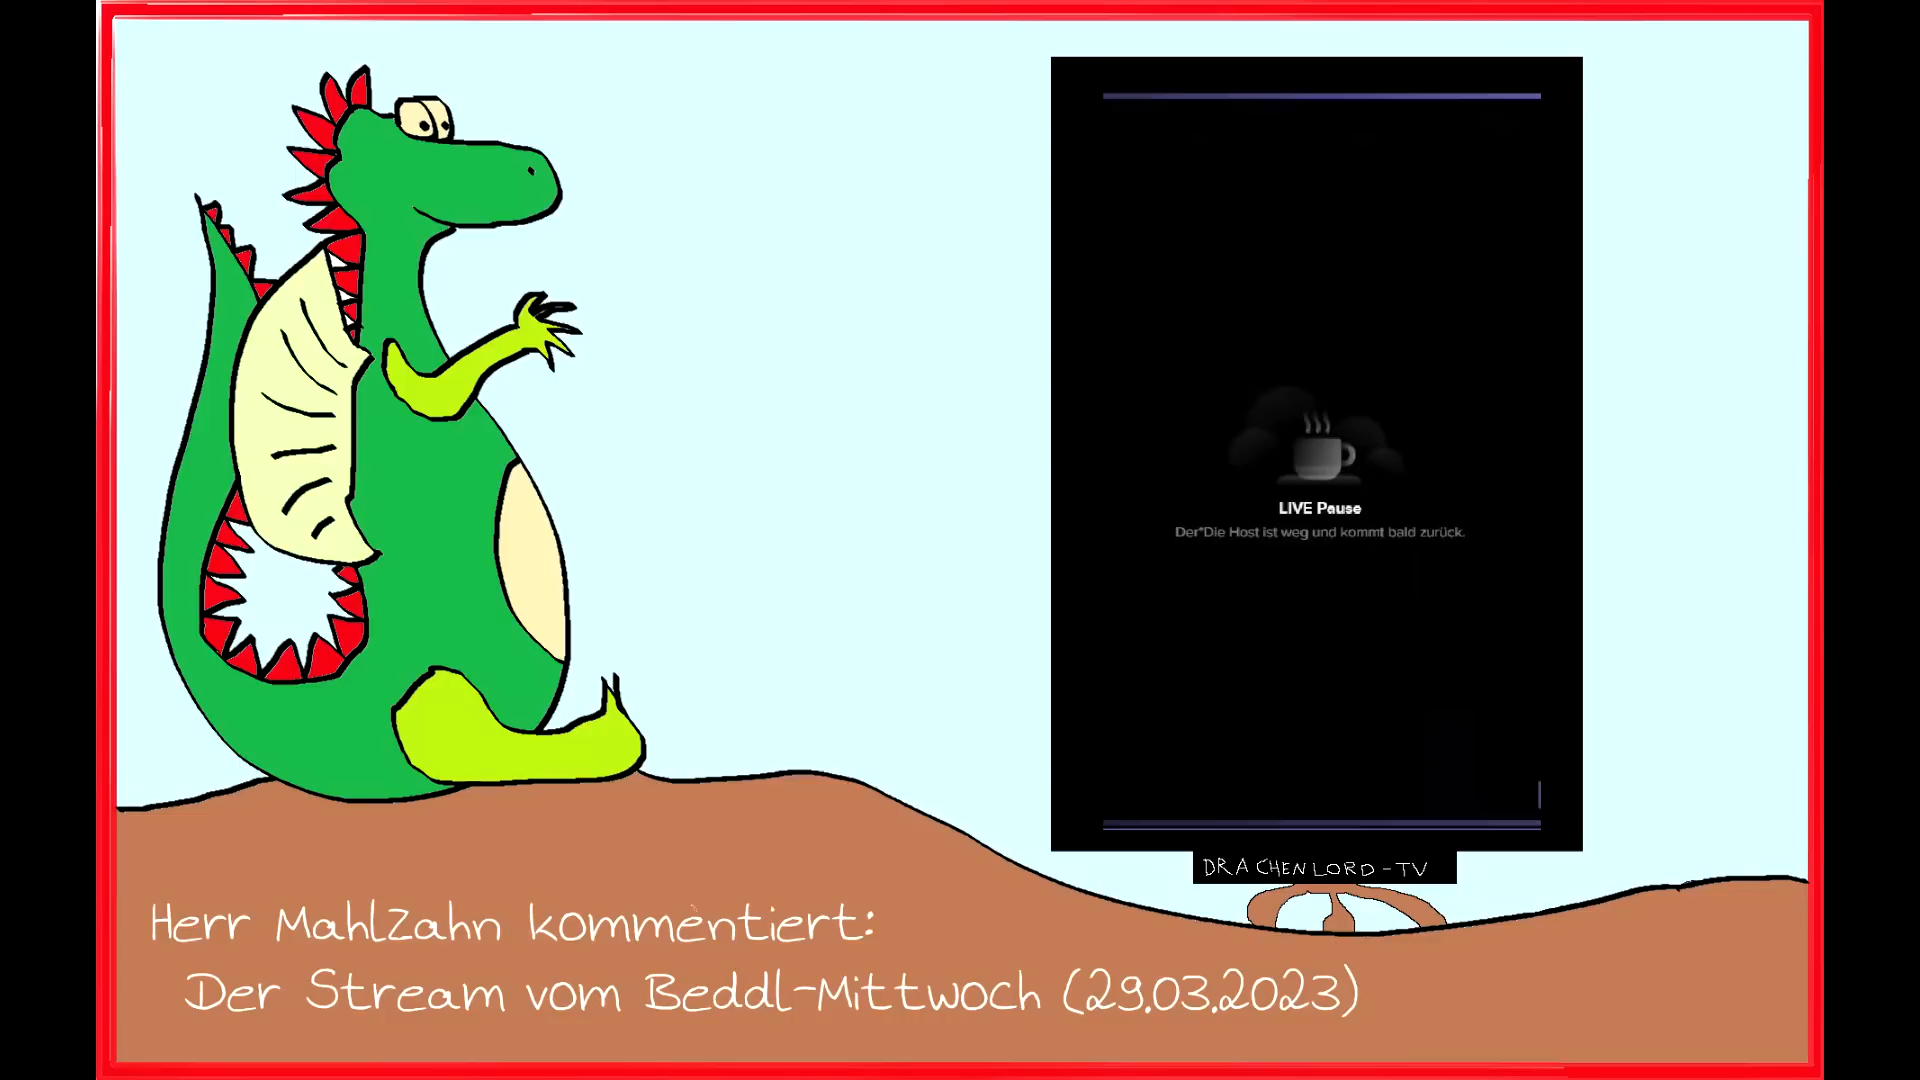 LIVE Pause
Der*Die Host ist weg und kommt bald zurück.
DRACHENLORD-TV
Herr Mahlzahn kommentiert:
Der Stream vom Beddl-Mittwoch (29.03.2023)